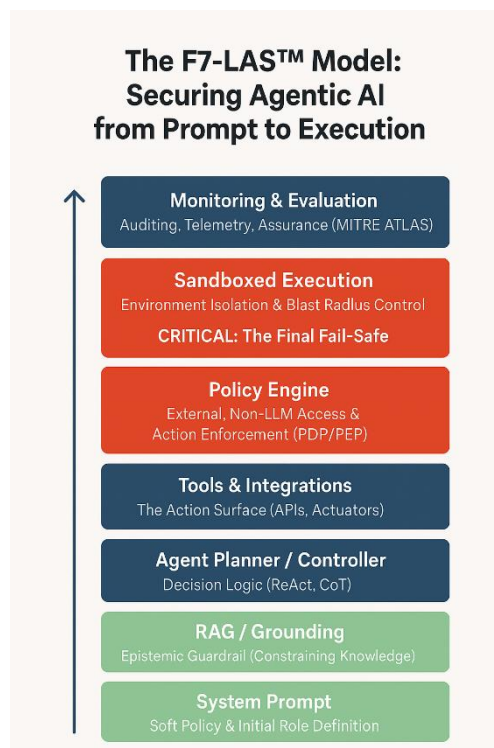 The F7-LAS™ Model:
Securing Agentic AI
from Prompt to Execution
Monitoring & Evaluation
Auditing, Telemetry, Assurance (MITRE ATLAS)
Sandboxed Execution
Environment Isolation & Blast Radlus Control
CRITICAL: The Final Fail-Safe
Policy Engine
External, Non-LLM Access &
Action Enforcement (PDP/PEP)
Tools & Integrations
The Action Surface (APIs, Actuators)
Agent Planner / Controller
Decision Logic (ReAct, CoT)
RAG / Grounding
Epistemic Guardrail (Constraining Knowledge)
System Prompt
Soft Policy & Initial Role Definition